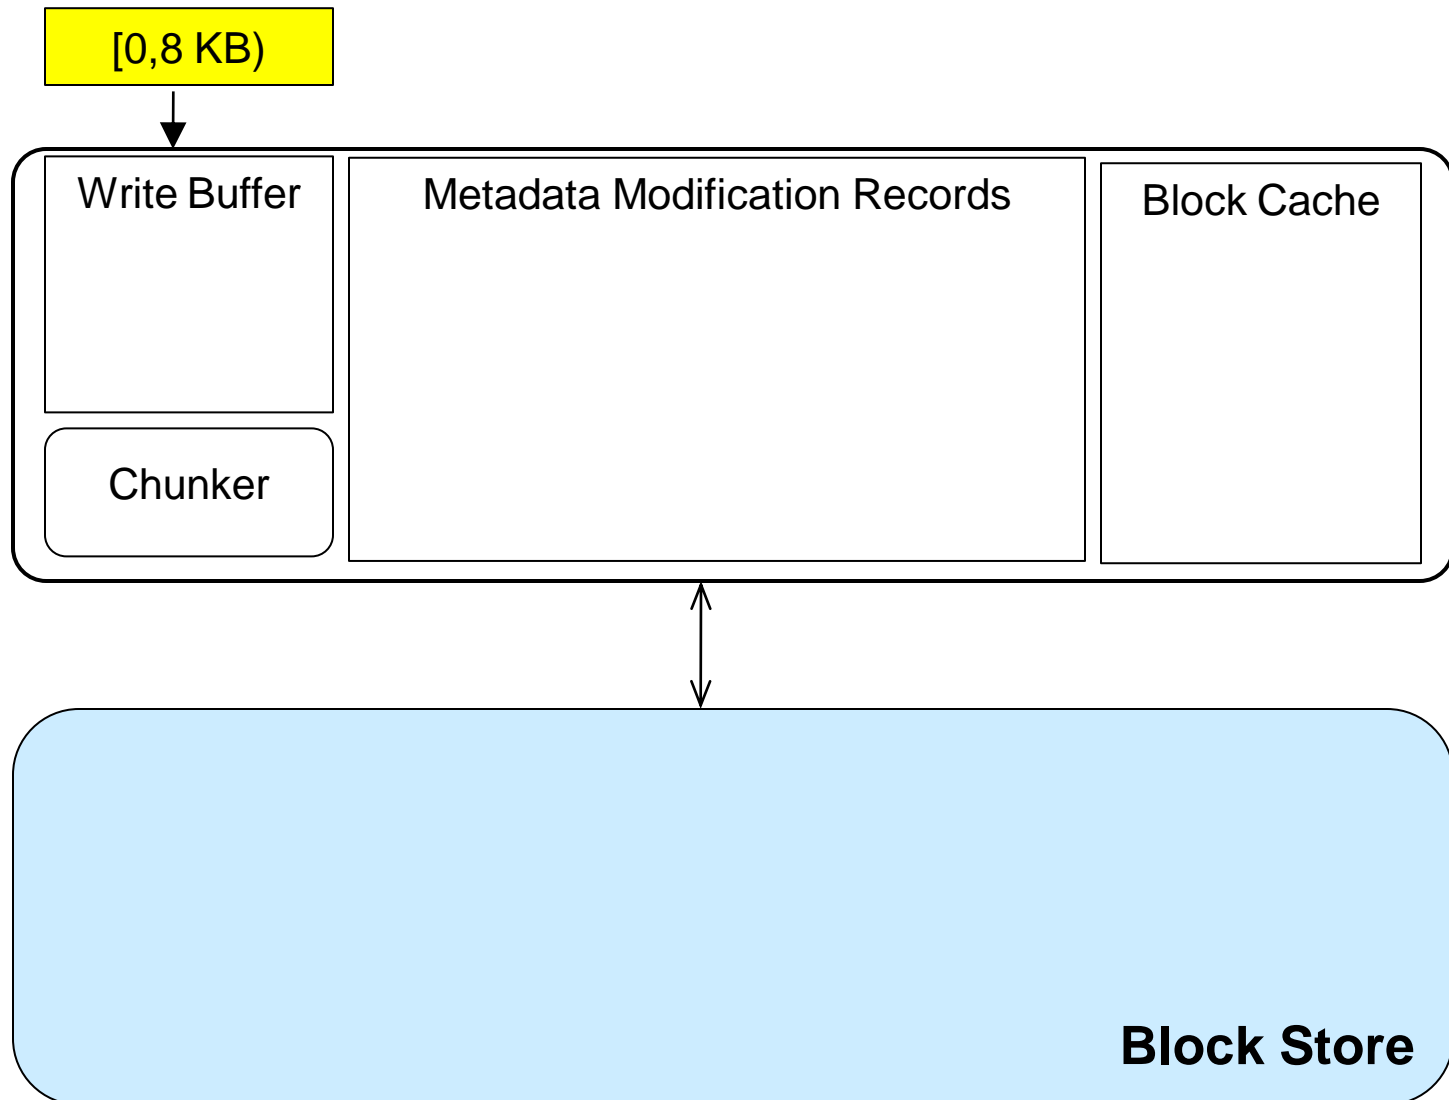 [0,8 KB)
Write Buffer
Metadata Modification Records
Block Cache
Chunker
Block Store